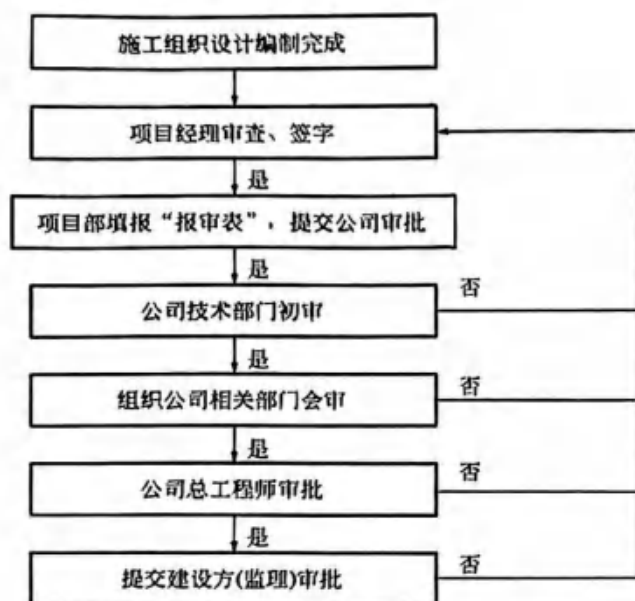 施工组织设计编制完成
项目经理审查、签字
是
项目部填报“报审表”，提交公司审批
是
否
公司技术部门初审
是
否
组织公司相关部门会审
是
否
公司总工程师审批
是
否
提交建设方(监理)审批